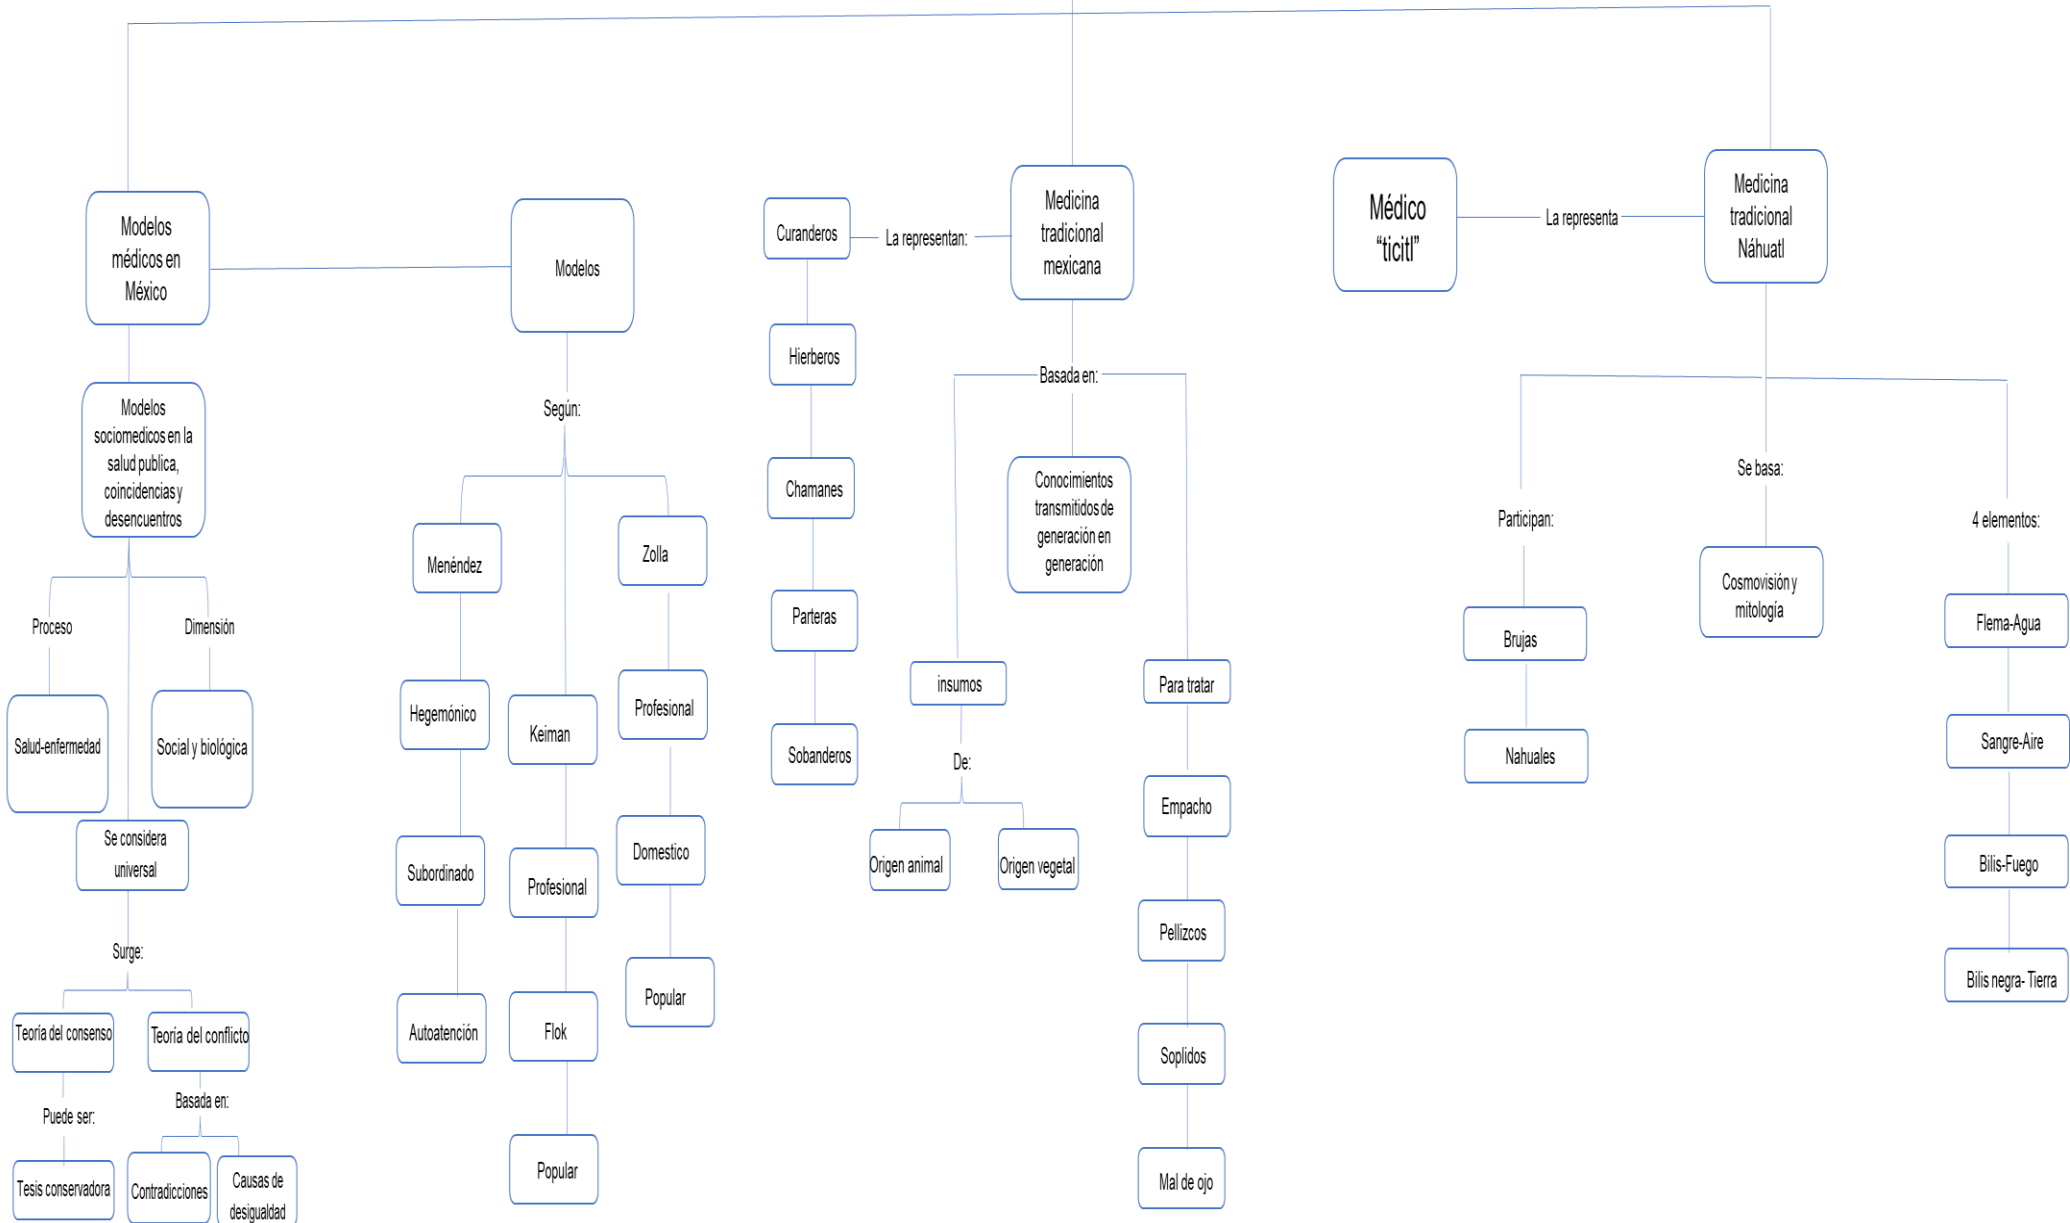 Modelos
médicos en
México
Modelos
sociomedicos en la
salud publica,
coincidencias y
desencuentros
Proceso
Dimensión
Salud-enfermedad
Social y biológica
Se considera
universal
Surge:
Teoría del consenso
Teoría del conflicto
Puede ser:
Basada en:
Tesis conservadora
Contradicciones
Causas de
desigualdad
Modelos
Según:
Menéndez
Hegemónico
Subordinado
Autoatención
Keiman
Profesional
Flok
Popular
Zolla
Profesional
Domestico
Popular
Medicina
tradicional
mexicana
La representan:
Curanderos
Hierberos
Chamanes
Parteras
Sobanderos
Basada en:
insumos
De:
Origen animal
Origen vegetal
Conocimientos
transmitidos de
generación en
generación
Para tratar
Empacho
Pellizcos
Soplidos
Mal de ojo
Medicina
tradicional
Náhuatl
La representa
Médico
“ticitl”
Participan:
Brujas
Nahuales
Se basa:
Cosmovisión y
mitología
4 elementos:
Flema-Agua
Sangre-Aire
Bilis-Fuego
Bilis negra- Tierra